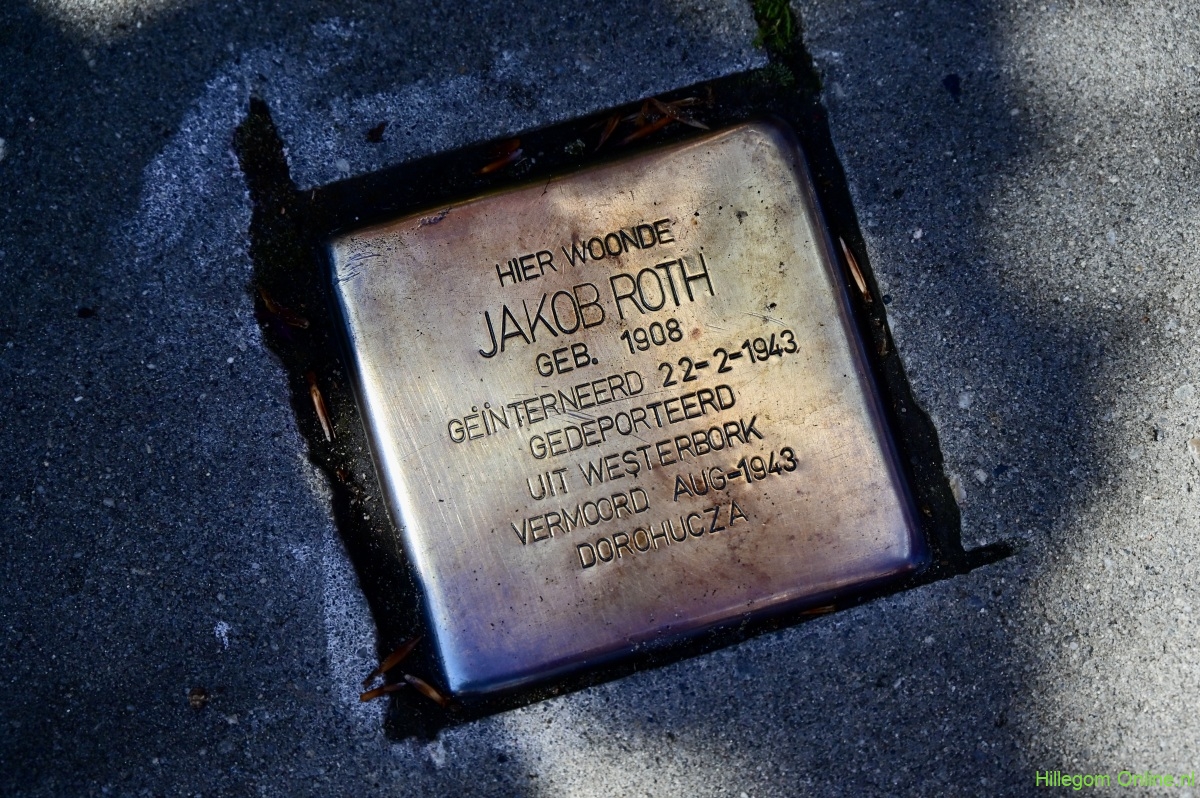 HIER WOONDE
JAKOB ROTH
GEB. 1908
GEÏNTERNEERD 22-2-1943
GEDEPORTEERD
UIT WESTERBORK
VERMOORD AUG-1943
DOROHUCZA
Hillegom Online.nl